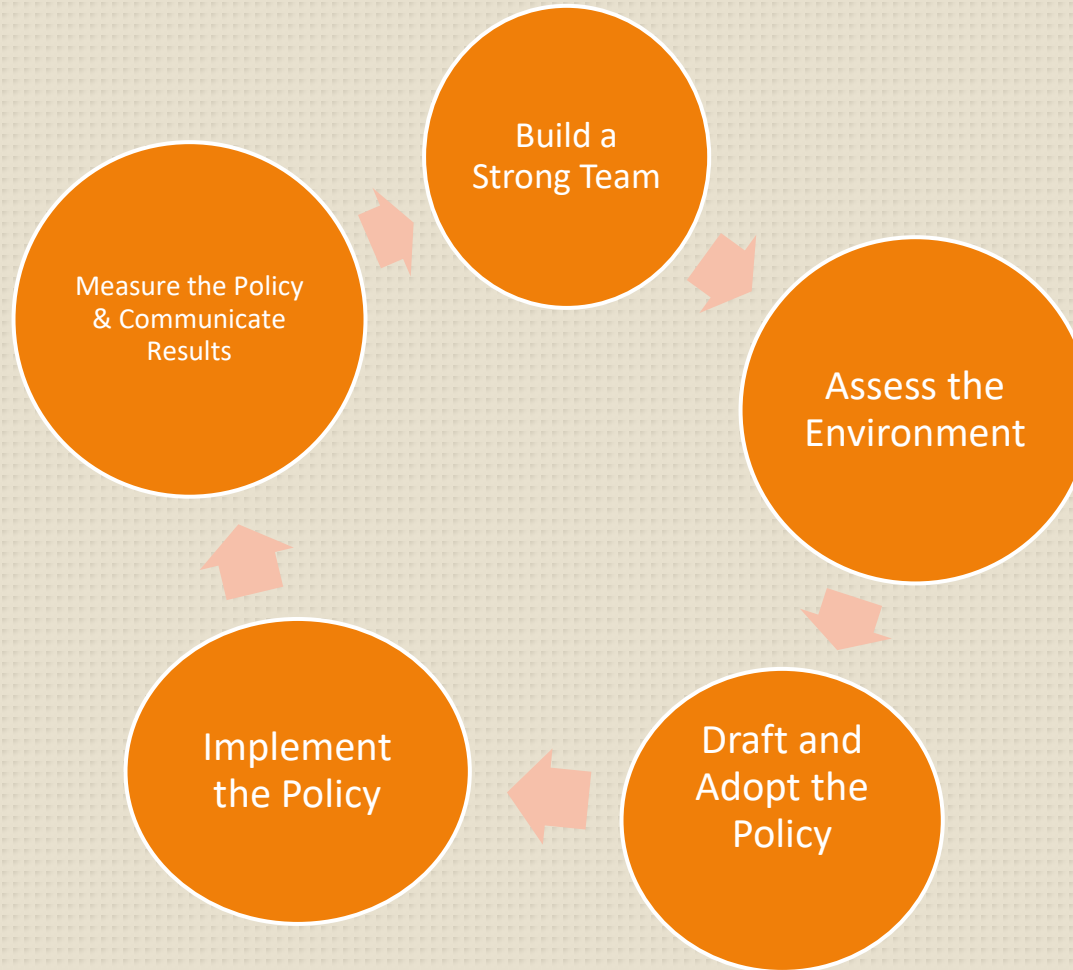 Build a
Strong Team
Assess the
Environment
Draft and
Adopt the
Policy
Implement
the Policy
Measure the Policy
& Communicate
Results